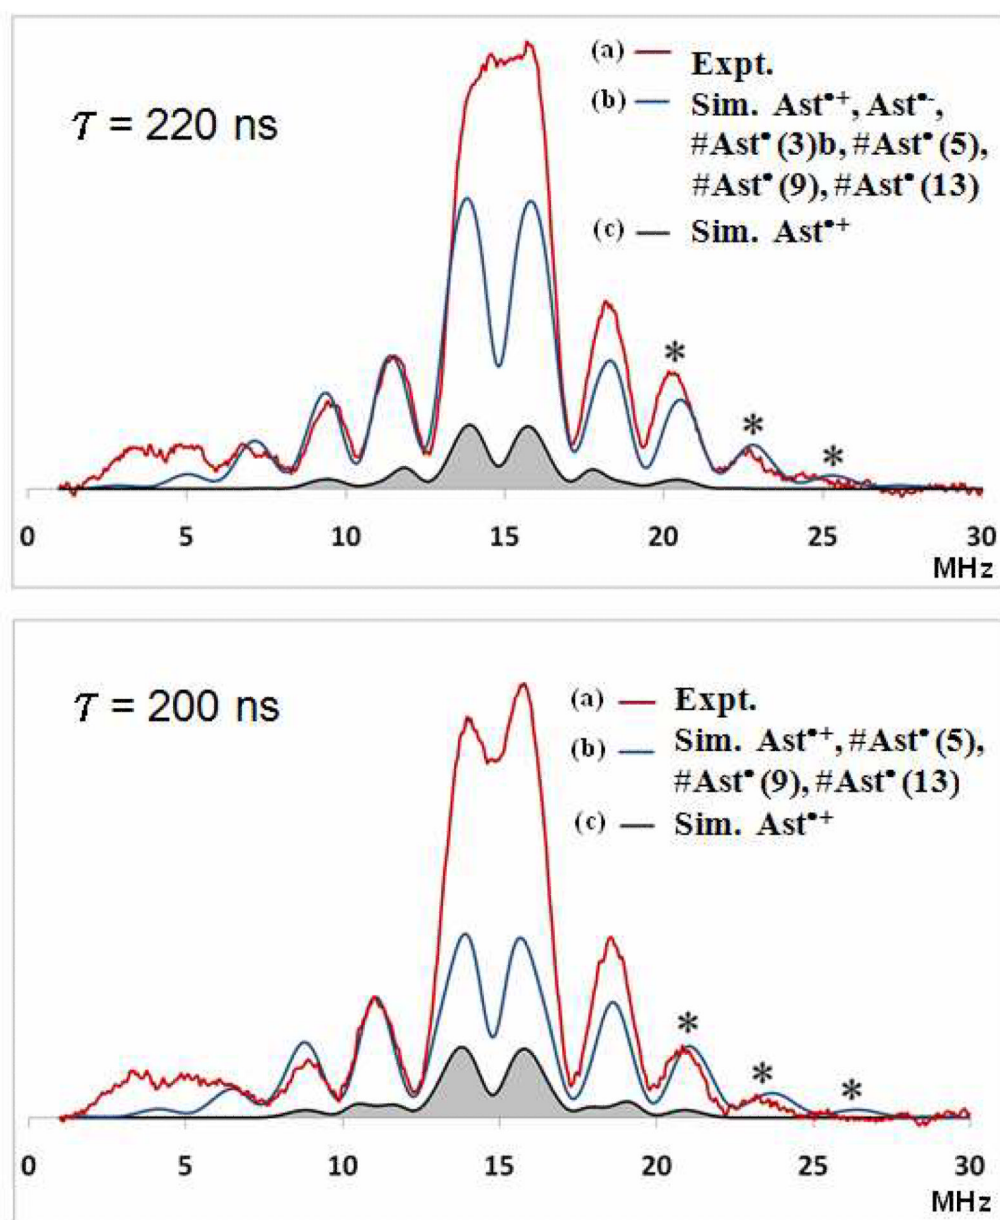 τ = 220 ns
(a) Expt.
(b) Sim. Ast•+, Ast•-,
#Ast• (3)b, #Ast• (5),
#Ast• (9), #Ast• (13)
(c) Sim. Ast•+
*
*
*
0 5 10 15 20 25 30
MHz
τ = 200 ns
(a) Expt.
(b) Sim. Ast•+, #Ast• (5),
#Ast• (9), #Ast• (13)
(c) Sim. Ast•+
*
*
*
0 5 10 15 20 25 30
MHz